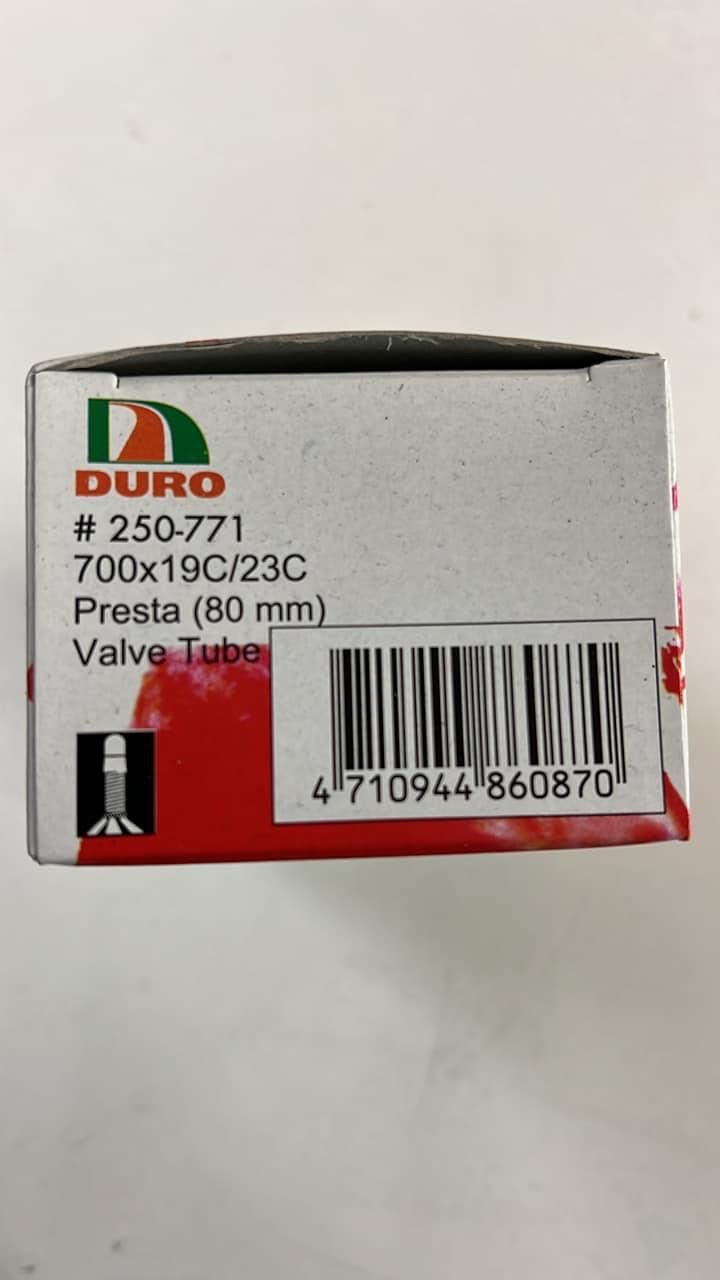 DURO
# 250-771
700x19C/23C
Presta (80 mm)
Valve Tube
4 710944 860870